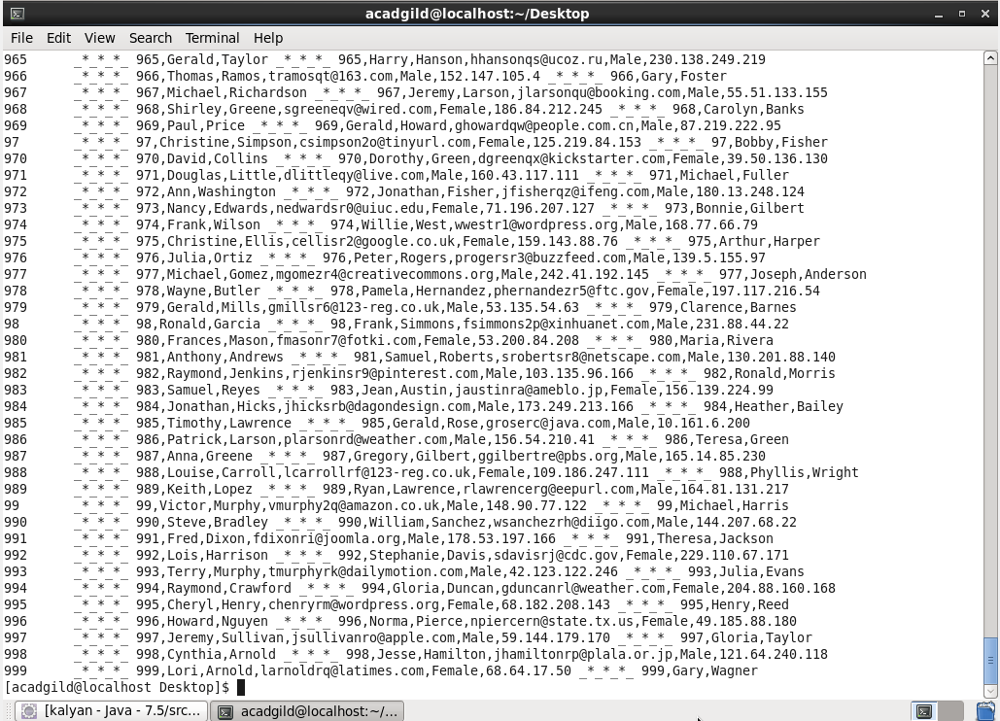 acadgild@localhost:~/Desktop
File Edit View Search Terminal Help
965 _*_*_*_ 965,Gerald,Taylor _*_*_*_ 965,Harry,Hanson,hhansonqs@ucoz.ru,Male,230.138.249.219
966 _*_*_*_ 966,Thomas,Ramos,tramosqt@163.com,Male,152.147.105.4 _*_*_*_ 966,Gary,Foster
967 _*_*_*_ 967,Michael,Richardson _*_*_*_ 967,Jeremy,Larson,jlarsonqu@booking.com,Male,55.51.133.155
968 _*_*_*_ 968,Shirley,Greene,sgreeneqv@wired.com,Female,186.84.212.245 _*_*_*_ 968,Carolyn,Banks
969 _*_*_*_ 969,Paul,Price _*_*_*_ 969,Gerald,Howard,ghowardqw@people.com.cn,Male,87.219.222.95
97 _*_*_*_ 97,Christine,Simpson,csimpson2o@tinyurl.com,Female,125.219.84.153 _*_*_*_ 97,Bobby,Fisher
970 _*_*_*_ 970,David,Collins _*_*_*_ 970,Dorothy,Green,dgreenqx@kickstarter.com,Female,39.50.136.130
971 _*_*_*_ 971,Douglas,Little,dlittleqy@live.com,Male,160.43.117.111 _*_*_*_ 971,Michael,Fuller
972 _*_*_*_ 972,Ann,Washington _*_*_*_ 972,Jonathan,Fisher,jfisherqz@ifeng.com,Male,180.13.248.124
973 _*_*_*_ 973,Nancy,Edwards,nedwardsr0@uiuc.edu,Female,71.196.207.127 _*_*_*_ 973,Bonnie,Gilbert
974 _*_*_*_ 974,Frank,Wilson _*_*_*_ 974,Willie,West,wwestr1@wordpress.org,Male,168.77.66.79
975 _*_*_*_ 975,Christine,Ellis,cellisr2@google.co.uk,Female,159.143.88.76 _*_*_*_ 975,Arthur,Harper
976 _*_*_*_ 976,Julia,Ortiz _*_*_*_ 976,Peter,Rogers,progersr3@buzzfeed.com,Male,139.5.155.97
977 _*_*_*_ 977,Michael,Gomez,mgomezr4@creativecommons.org,Male,242.41.192.145 _*_*_*_ 977,Joseph,Anderson
978 _*_*_*_ 978,Wayne,Butler _*_*_*_ 978,Pamela,Hernandez,phernandezr5@ftc.gov,Female,197.117.216.54
979 _*_*_*_ 979,Gerald,Mills,gmillsr6@123-reg.co.uk,Male,53.135.54.63 _*_*_*_ 979,Clarence,Barnes
98 _*_*_*_ 98,Ronald,Garcia _*_*_*_ 98,Frank,Simmons,fsimmons2p@xinhuanet.com,Male,231.88.44.22
980 _*_*_*_ 980,Frances,Mason,fmasonr7@fotki.com,Female,53.200.84.208 _*_*_*_ 980,Maria,Rivera
981 _*_*_*_ 981,Anthony,Andrews _*_*_*_ 981,Samuel,Roberts,srobertsr8@netscape.com,Male,130.201.88.140
982 _*_*_*_ 982,Raymond,Jenkins,rjenkinsr9@pinterest.com,Male,103.135.96.166 _*_*_*_ 982,Ronald,Morris
983 _*_*_*_ 983,Samuel,Reyes _*_*_*_ 983,Jean,Austin,jaustinra@ameblo.jp,Female,156.139.224.99
984 _*_*_*_ 984,Jonathan,Hicks,jhicksrb@dagondesign.com,Male,173.249.213.166 _*_*_*_ 984,Heather,Bailey
985 _*_*_*_ 985,Timothy,Lawrence _*_*_*_ 985,Gerald,Rose,groserc@java.com,Male,10.161.6.200
986 _*_*_*_ 986,Patrick,Larson,plarsonrd@weather.com,Male,156.54.210.41 _*_*_*_ 986,Teresa,Green
987 _*_*_*_ 987,Anna,Greene _*_*_*_ 987,Gregory,Gilbert,ggilbertre@pbs.org,Male,165.14.85.230
988 _*_*_*_ 988,Louise,Carroll,lcarrollrf@123-reg.co.uk,Female,109.186.247.111 _*_*_*_ 988,Phyllis,Wright
989 _*_*_*_ 989,Keith,Lopez _*_*_*_ 989,Ryan,Lawrence,rlawrencerg@eepurl.com,Male,164.81.131.217
99 _*_*_*_ 99,Victor,Murphy,vmurphy2q@amazon.co.uk,Male,148.90.77.122 _*_*_*_ 99,Michael,Harris
990 _*_*_*_ 990,Steve,Bradley _*_*_*_ 990,William,Sanchez,wsanchezrh@diigo.com,Male,144.207.68.22
991 _*_*_*_ 991,Fred,Dixon,fdixonri@joomla.org,Male,178.53.197.166 _*_*_*_ 991,Theresa,Jackson
992 _*_*_*_ 992,Lois,Harrison _*_*_*_ 992,Stephanie,Davis,sdavisrj@cdc.gov,Female,229.110.67.171
993 _*_*_*_ 993,Terry,Murphy,tmurphyrk@dailymotion.com,Male,42.123.122.246 _*_*_*_ 993,Julia,Evans
994 _*_*_*_ 994,Raymond,Crawford _*_*_*_ 994,Gloria,Duncan,gduncanrl@weather.com,Female,204.88.160.168
995 _*_*_*_ 995,Cheryl,Henry,chenryrm@wordpress.org,Female,68.182.208.143 _*_*_*_ 995,Henry,Reed
996 _*_*_*_ 996,Howard,Nguyen _*_*_*_ 996,Norma,Pierce,npiercern@state.tx.us,Female,49.185.88.180
997 _*_*_*_ 997,Jeremy,Sullivan,jsullivanro@apple.com,Male,59.144.179.170 _*_*_*_ 997,Gloria,Taylor
998 _*_*_*_ 998,Cynthia,Arnold _*_*_*_ 998,Jesse,Hamilton,jhamiltonrp@plala.or.jp,Male,121.64.240.118
999 _*_*_*_ 999,Lori,Arnold,larnoldrq@latimes.com,Female,68.64.17.50 _*_*_*_ 999,Gary,Wagner
[acadgild@localhost Desktop]$
[kalyan - Java - 7.5/src... acadgild@localhost:~/...